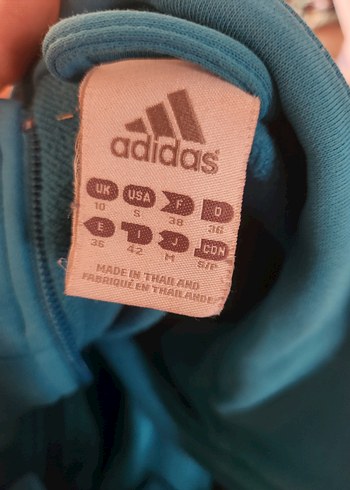 adidas
UK USA F D
10 S 38 36
E I J CDN
36 42 M S/P
MADE IN THAILAND
FABRIQUÉ EN THAILANDE